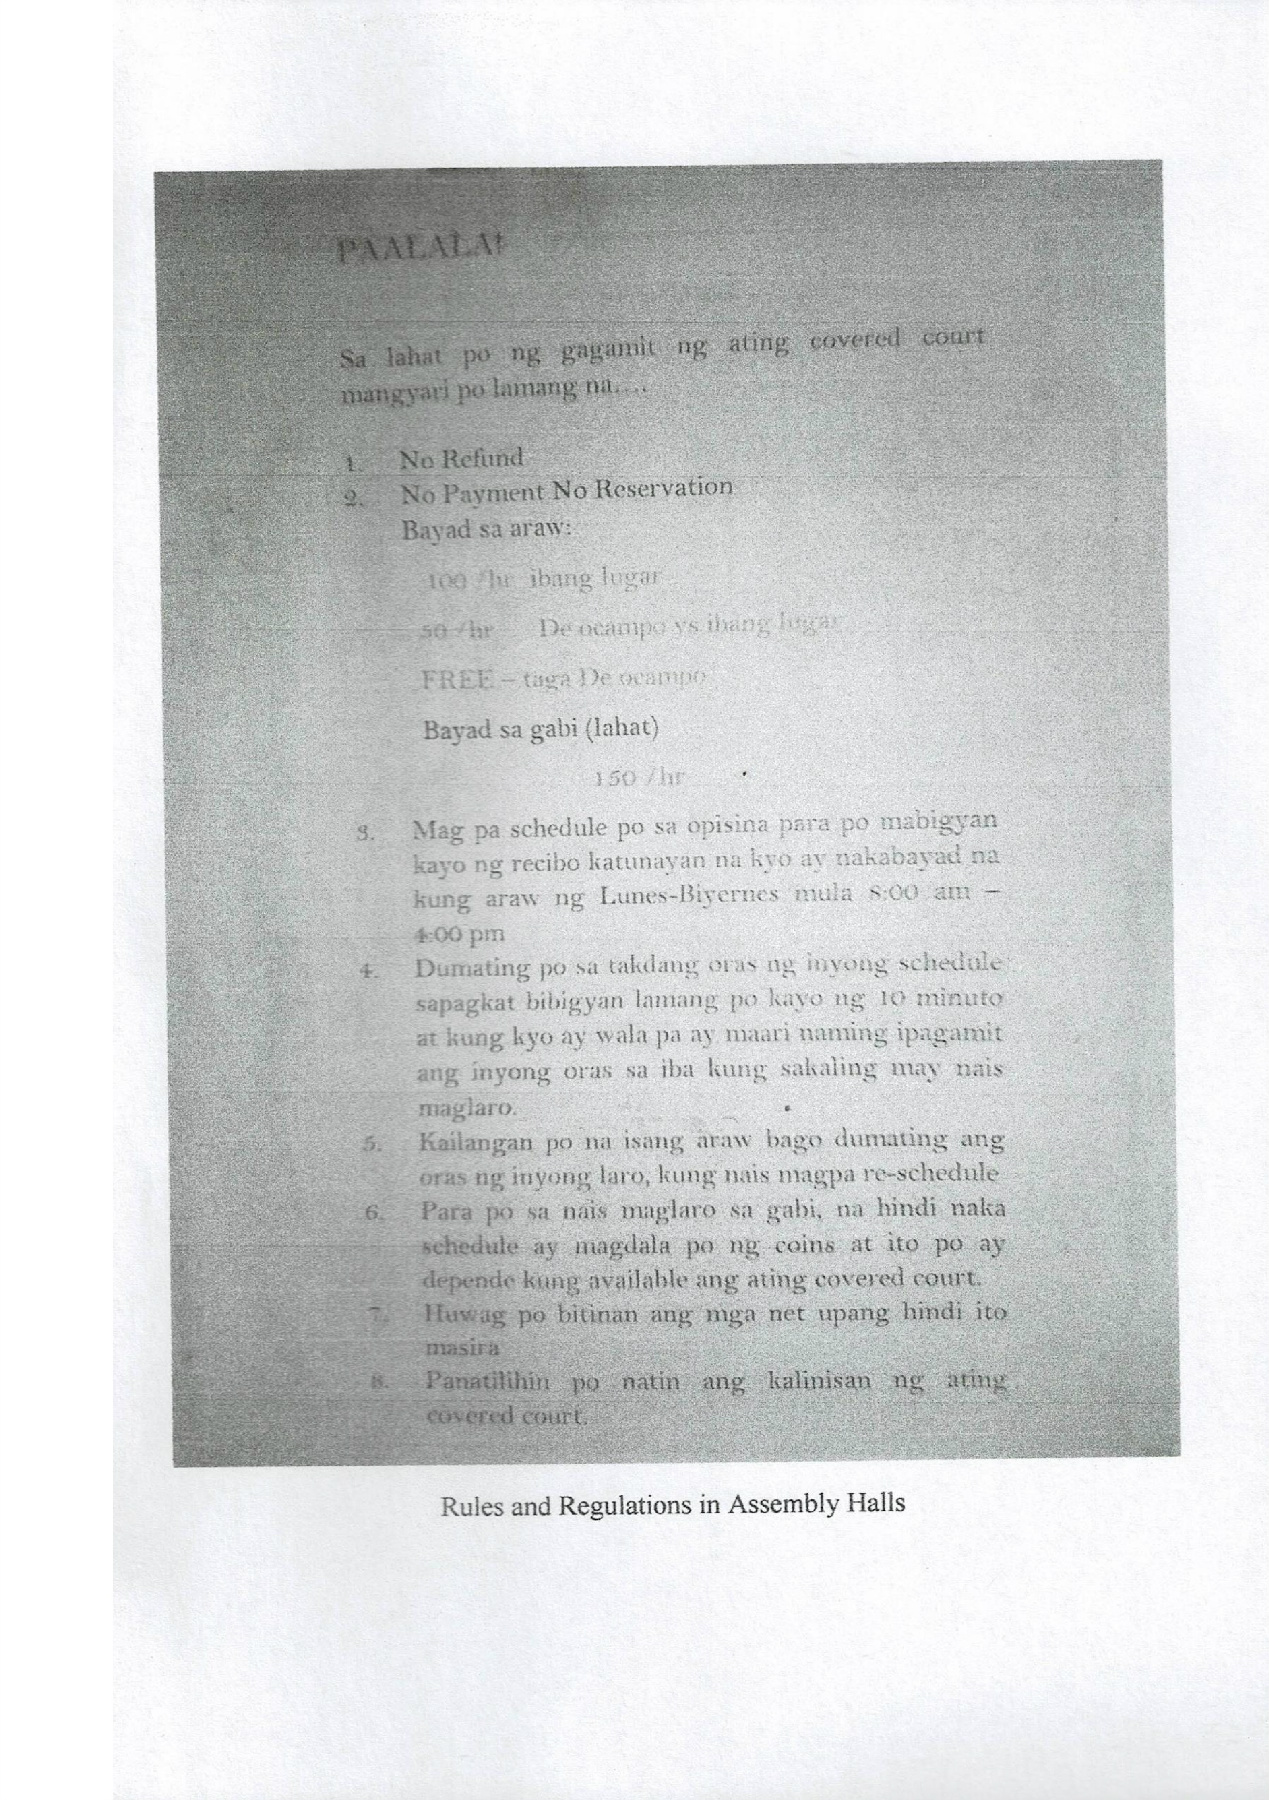 PAALALA!
Sa lahat po ng gagamit ng ating covered court
mangyari po lamang na....
1. No Refund
2. No Payment No Reservation
Bayad sa araw:
100 /hr ibang lugar
50 /hr De ocampo vs ibang lugar
FREE – taga De ocampo
Bayad sa gabi (lahat)
150 /hr
3. Mag pa schedule po sa opisina para po mabigyan
kayo ng recibo katunayan na kyo ay nakabayad na
kung araw ng Lunes-Biyernes mula 8:00 am –
4:00 pm
4. Dumating po sa takdang oras ng inyong schedule
sapagkat bibigyan lamang po kayo ng 10 minuto
at kung kyo ay wala pa ay maari naming ipagamit
ang inyong oras sa iba kung sakaling may nais
maglaro.
5. Kailangan po na isang araw bago dumating ang
oras ng inyong laro, kung nais magpa re-schedule
6. Para po sa nais maglaro sa gabi, na hindi naka
schedule ay magdala po ng coins at ito po ay
depende kung available ang ating covered court.
7. Huwag po bitinan ang mga net upang hindi ito
masira
8. Panatilihin po natin ang kalinisan ng ating
covered court.
Rules and Regulations in Assembly Halls